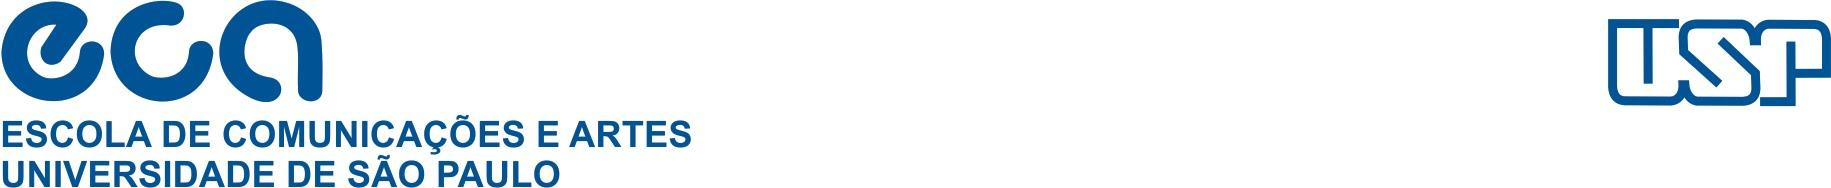 eca
USP
ESCOLA DE COMUNICAÇÕES E ARTES
UNIVERSIDADE DE SÃO PAULO